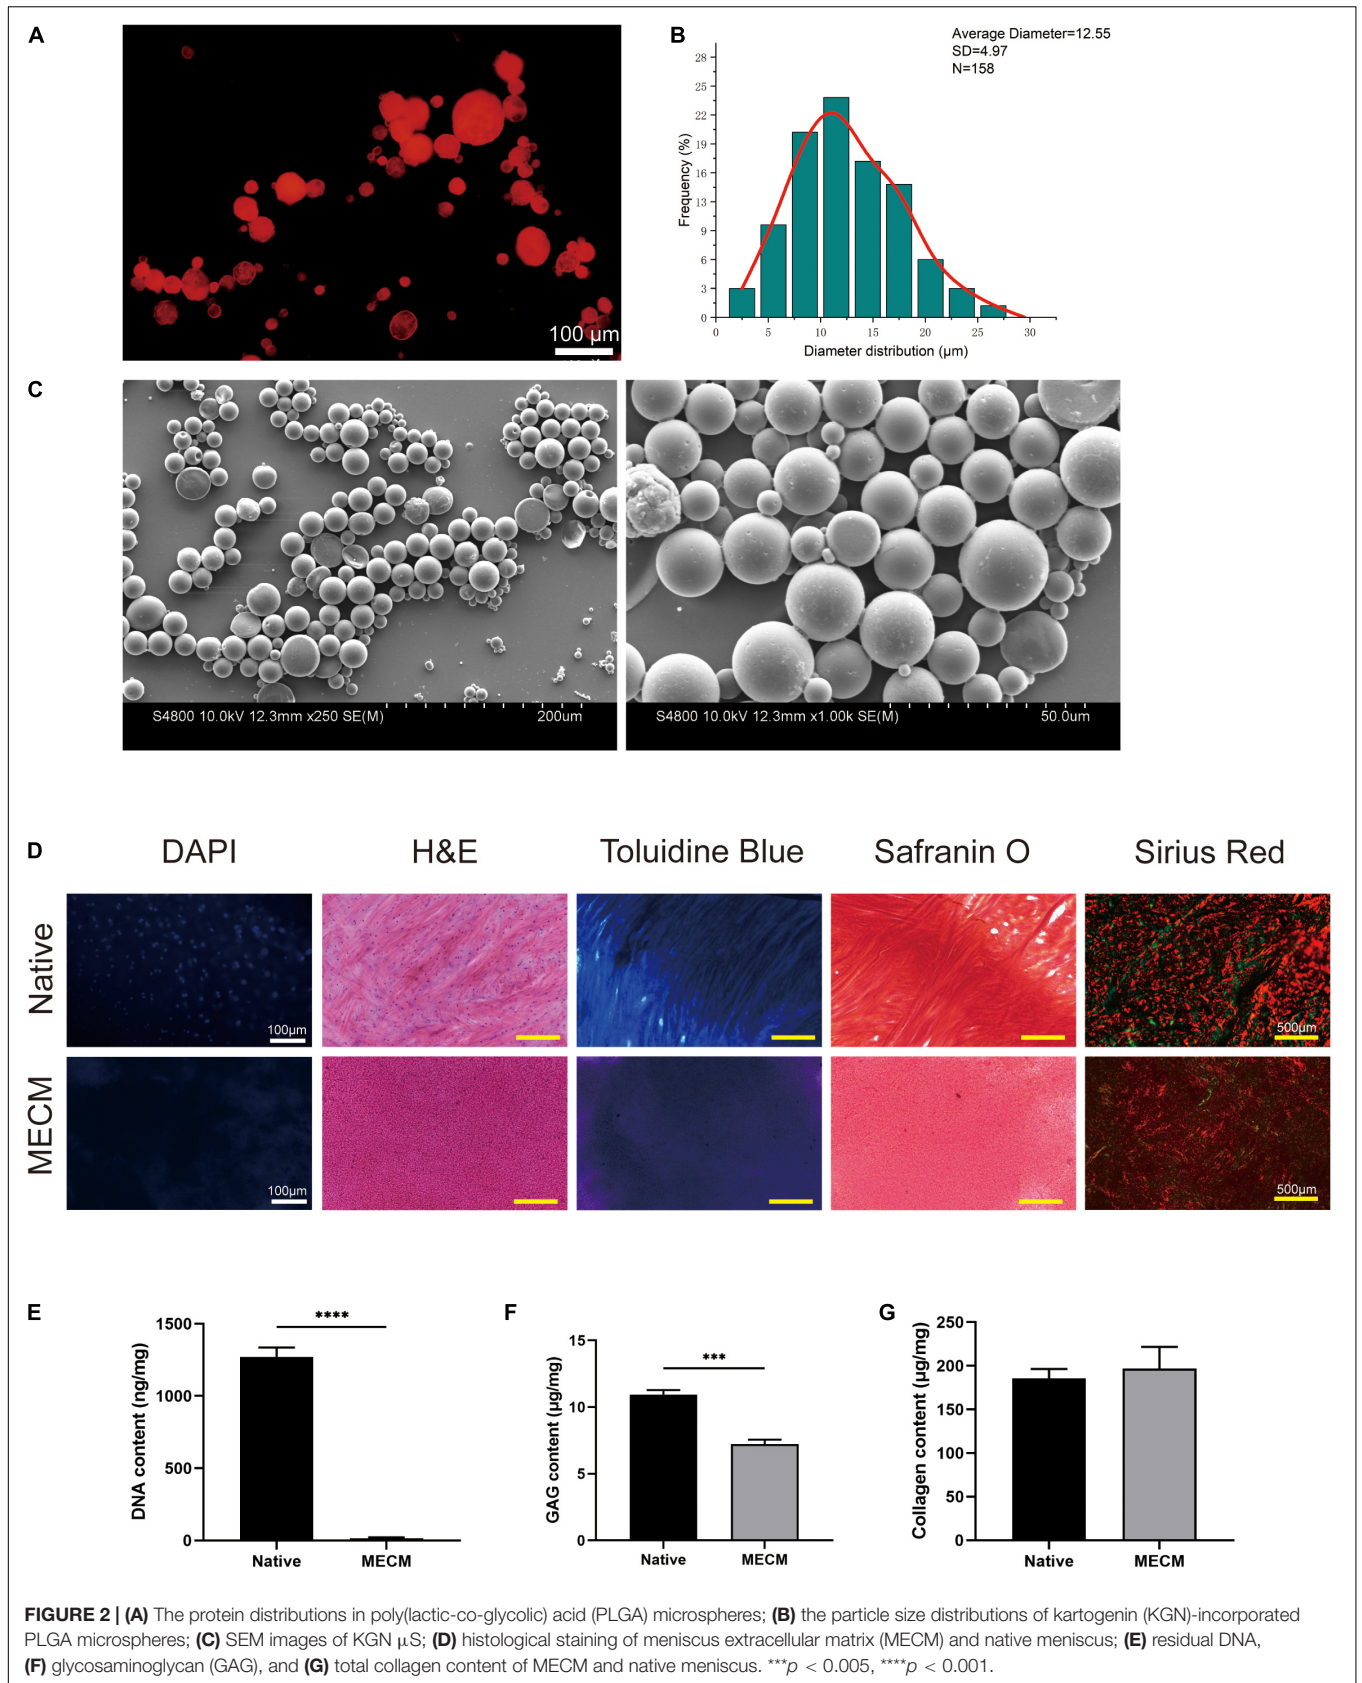 A
100 µm
B
Average Diameter=12.55
SD=4.97
N=158
28
25
22
19
16
13
9
6
3
0
Frequency (%)
0 5 10 15 20 25 30
Diameter distribution (µm)
C
S4800 10.0kV 12.3mm x250 SE(M) 200um
S4800 10.0kV 12.3mm x1.00k SE(M) 50.0um
D
DAPI H&E Toluidine Blue Safranin O Sirius Red
Native
100µm
500µm
MECM
100µm
500µm
E
DNA content (ng/mg)
1500
1000
500
0
****
Native MECM
F
GAG content (µg/mg)
15
10
5
0
***
Native MECM
G
Collagen content (µg/mg)
250
200
150
100
50
0
Native MECM
FIGURE 2 | (A) The protein distributions in poly(lactic-co-glycolic) acid (PLGA) microspheres; (B) the particle size distributions of kartogenin (KGN)-incorporated
PLGA microspheres; (C) SEM images of KGN µS; (D) histological staining of meniscus extracellular matrix (MECM) and native meniscus; (E) residual DNA,
(F) glycosaminoglycan (GAG), and (G) total collagen content of MECM and native meniscus. ***p < 0.005, ****p < 0.001.